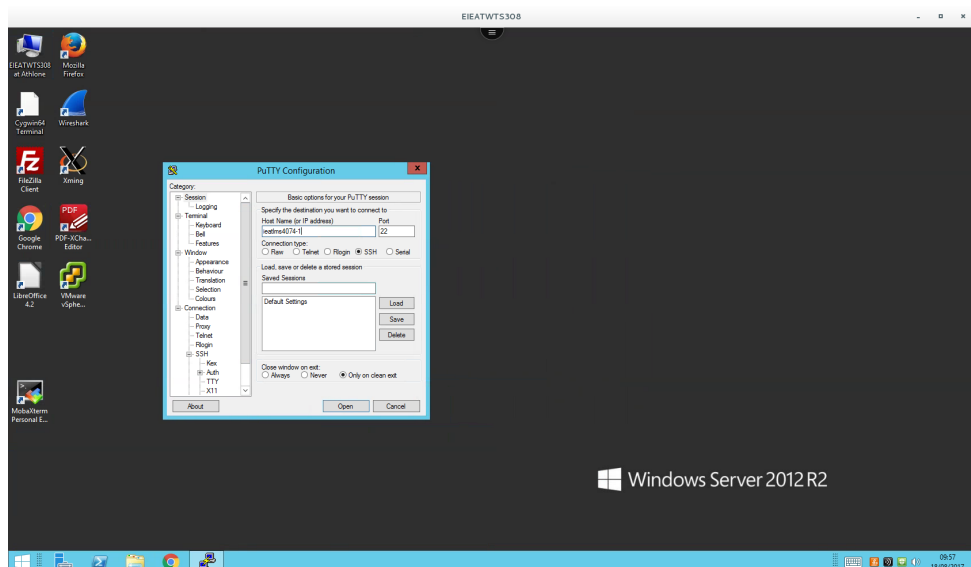 EIEATWTS308
EIEATWTS308
at Athlone
Mozilla
Firefox
Cygwin64
Terminal
Wireshark
FileZilla
Client
Xming
Google
Chrome
PDF
PDF-XCha...
Editor
LibreOffice
4.2
VMware
vSphe...
MobaXterm
Personal E...
PuTTY Configuration
Category:
Session
Logging
Terminal
Keyboard
Bell
Features
Window
Appearance
Behaviour
Translation
Selection
Colours
Connection
Data
Proxy
Telnet
Rlogin
SSH
Kex
Auth
TTY
X11
Basic options for your PuTTY session
Specify the destination you want to connect to
Host Name (or IP address) Port
ieatlms4074-1 22
Connection type:
Raw Telnet Rlogin SSH Serial
Load, save or delete a stored session
Saved Sessions
Default Settings
Load
Save
Delete
Close window on exit:
Always Never Only on clean exit
About Open Cancel
Windows Server 2012 R2
09:57
18/08/2017